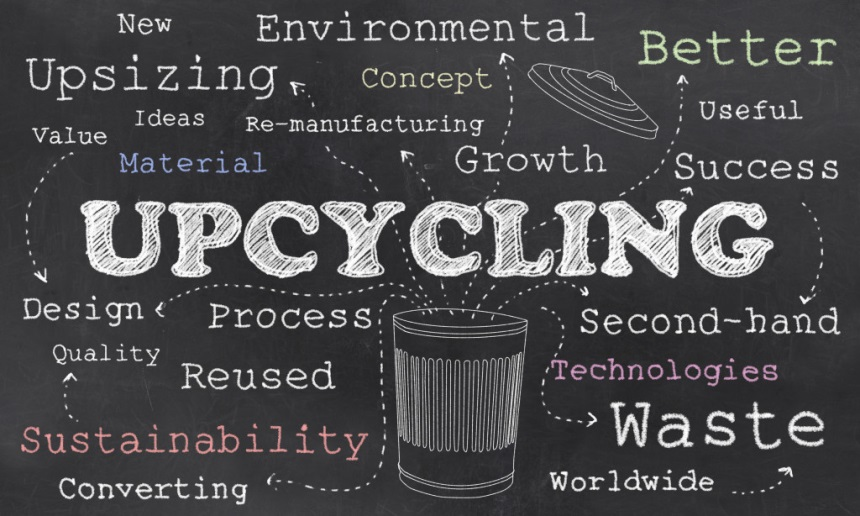 New
Environmental
Better
Upsizing
Concept
Useful
Ideas
Value
Re-manufacturing
Material
Growth
Success
UPCYCLING
Design
Process
Second-hand
Quality
Reused
Technologies
Sustainability
Waste
Converting
Worldwide